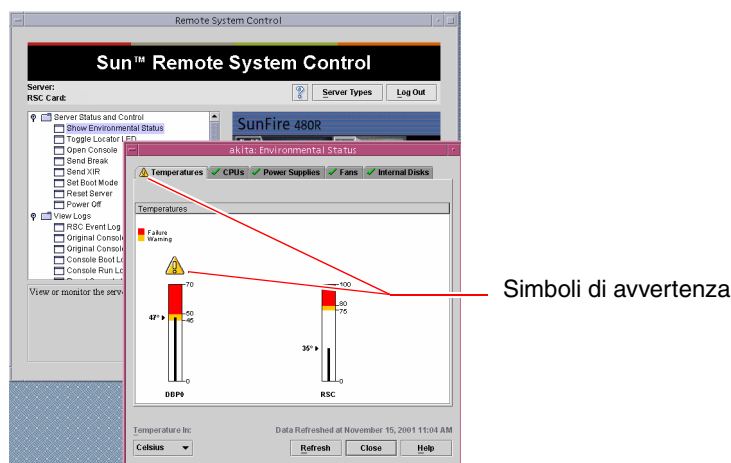 Remote System Control
Sun™ Remote System Control
Server:
RSC Card:
Server Types
Log Out
Server Status and Control
Show Environmental Status
Toggle Locator LED
Open Console
Send Break
Send XIR
Set Boot Mode
Reset Server
Power Off
View Logs
RSC Event Log
Original Consol
Original Consol
Console Boot Lo
Console Run Lo
View or monitor the serve
SunFire 480R
akita: Environmental Status
Temperatures
CPUs
Power Supplies
Fans
Internal Disks
Temperatures
Failure
Warning
70
50
45
47°
0
DBP0
100
80
75
35°
0
RSC
Temperature In:
Data Refreshed at November 15, 2001 11:04 AM
Celsius
Refresh
Close
Help
Simboli di avvertenza